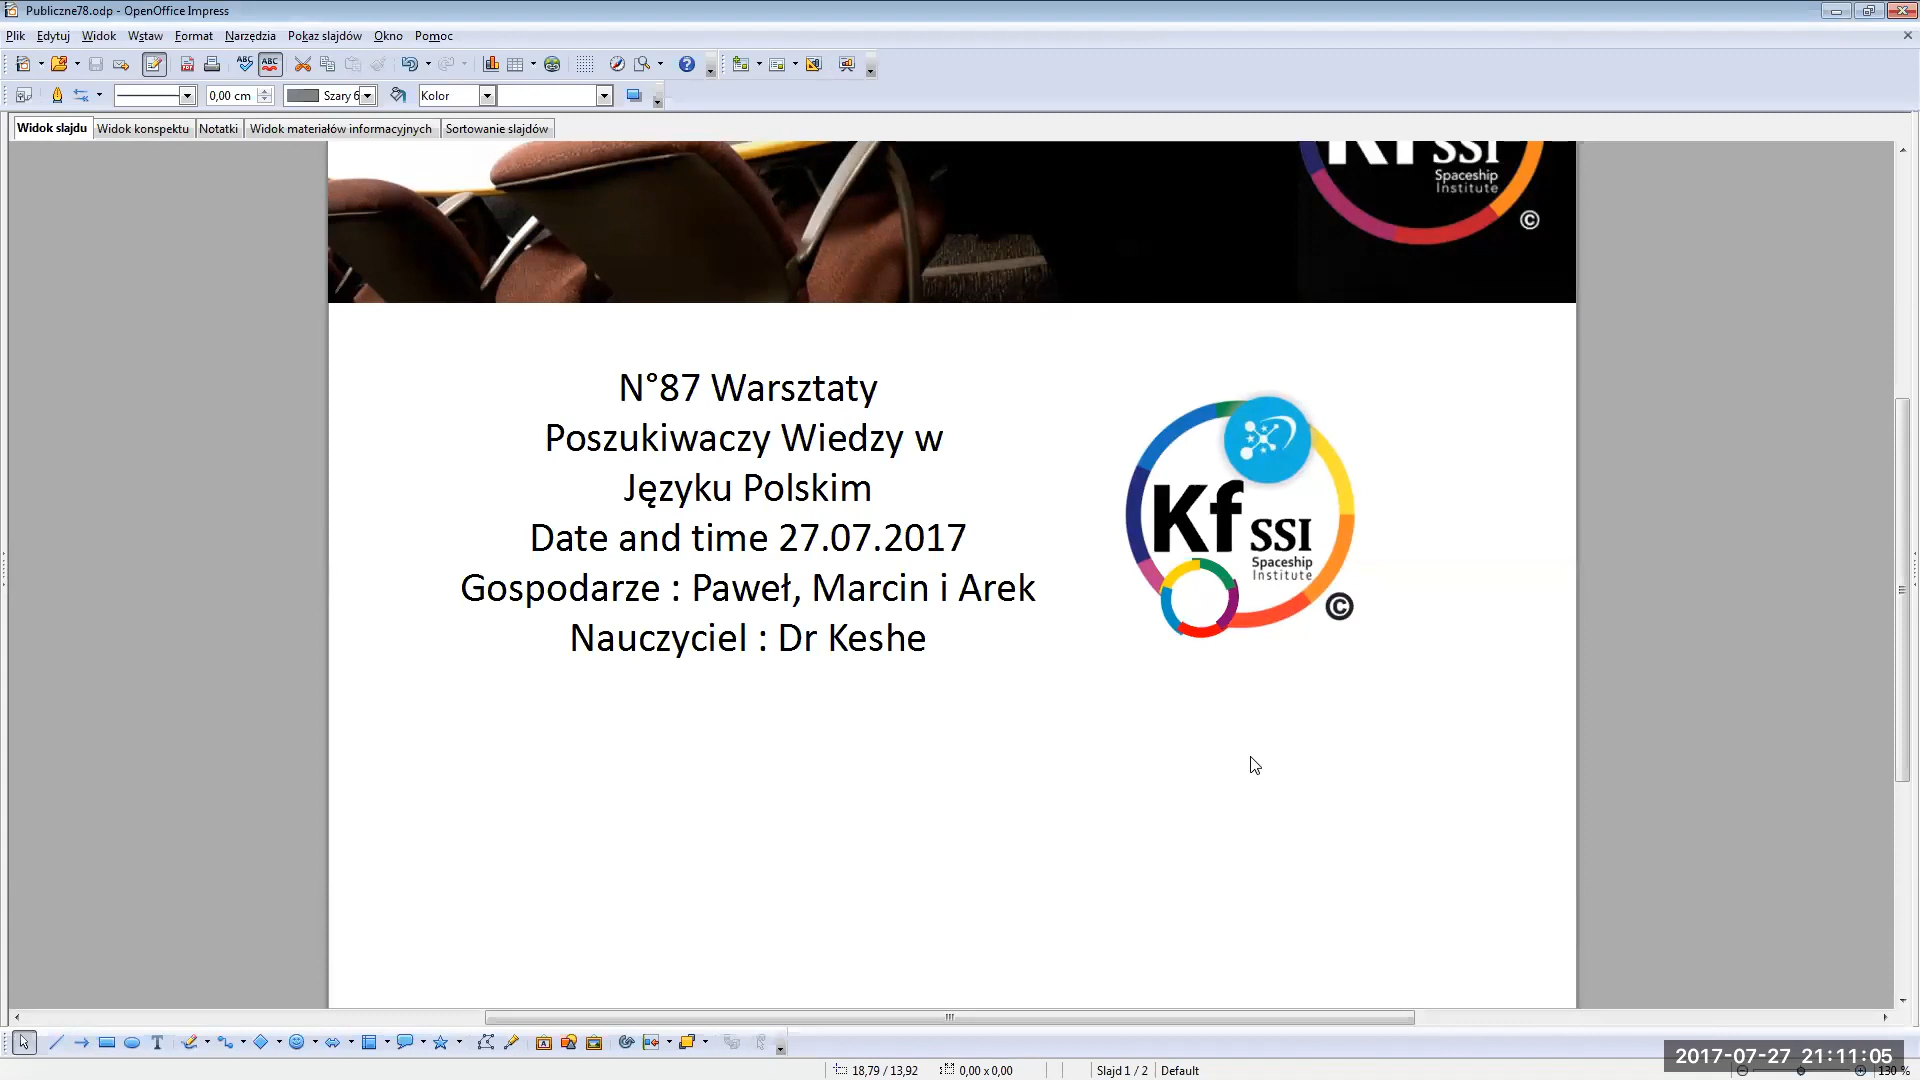 Publiczne78.odp - OpenOffice Impress
Plik Edytuj Widok Wstaw Format Narzędzia Pokaz slajdów Okno Pomoc
0,00 cm Szary 6 Kolor
Widok slajdu Widok konspektu Notatki Widok materiałów informacyjnych Sortowanie slajdów
Kf SSI
Spaceship
Institute
©
N°87 Warsztaty
Poszukiwaczy Wiedzy w
Języku Polskim
Date and time 27.07.2017
Gospodarze : Paweł, Marcin i Arek
Nauczyciel : Dr Keshe
Kf SSI
Spaceship
Institute
©
2017-07-27 21:11:05
18,79 / 13,92 0,00 x 0,00 Slajd 1 / 2 Default 130 %